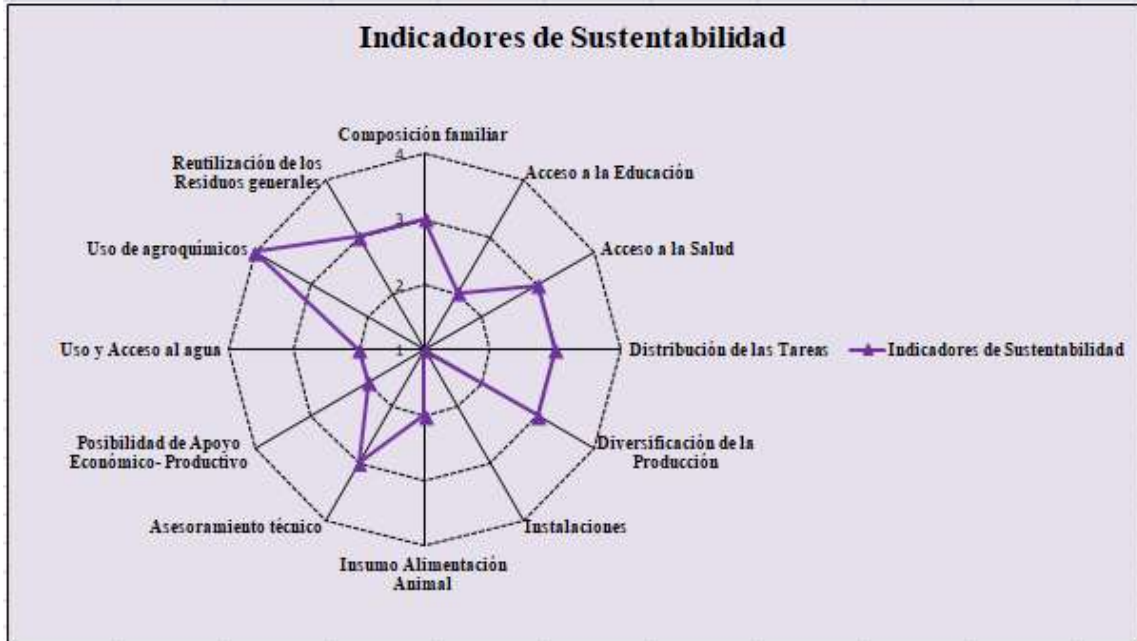 Indicadores de Sustentabilidad
Composición familiar
4
3
2
1
Acceso a la Educación
Acceso a la Salud
Distribución de las Tareas
Diversificación de la
Producción
Instalaciones
Insumo Alimentación
Animal
Asesoramiento técnico
Posibilidad de Apoyo
Económico- Productivo
Uso y Acceso al agua
Uso de agroquímicos
Reutilización de los
Residuos generales
Indicadores de Sustentabilidad